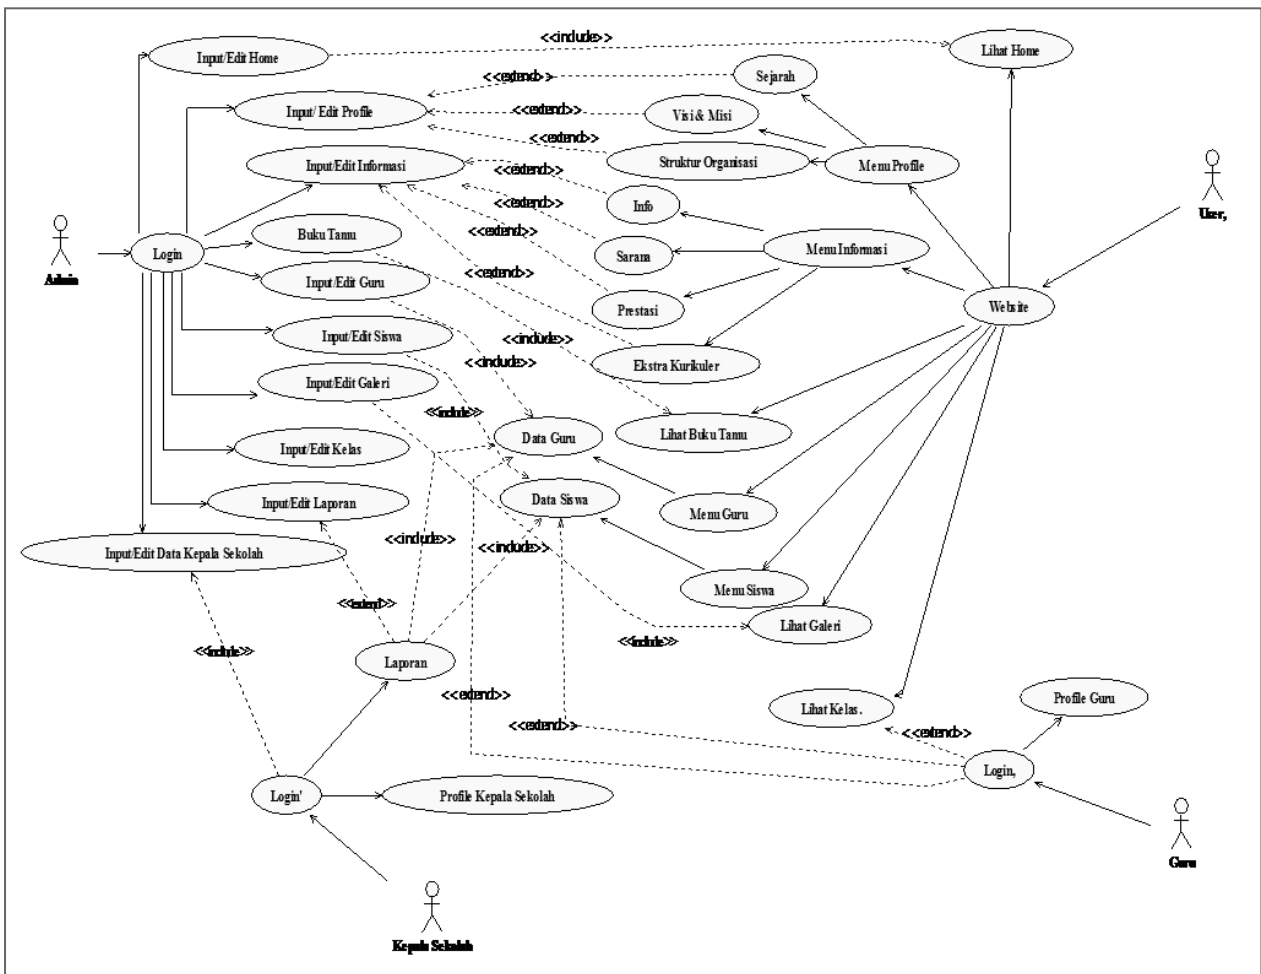 Input/Edit Home
<<include>>
Lihat Home
<<extend>>
Sejarah
Input/ Edit Profile
<<extend>>
Visi & Misi
<<extend>>
Input/Edit Informasi
<<extend>>
Struktur Organisasi
Menu Profile
User,
<<extend>>
Info
Admin
Login
Buku Tamu
<<extend>>
Sarana
Menu Informasi
<<extend>>
Input/Edit Guru
Prestasi
Website
Input/Edit Siswa
<<include>>
<<include>>
Ekstra Kurikuler
Input/Edit Galeri
<<include>>
Data Guru
Lihat Buku Tamu
Input/Edit Kelas
Input/Edit Laporan
Data Siswa
Menu Guru
<<include>>
<<include>>
Input/Edit Data Kepala Sekolah
Menu Siswa
<<extend>>
Lihat Galeri
<<include>>
<<include>>
Laporan
<<extend>>
<<extend>>
Lihat Kelas.
Profile Guru
<<extend>>
Login,
Login'
Profile Kepala Sekolah
Guru
Kepala Sekolah